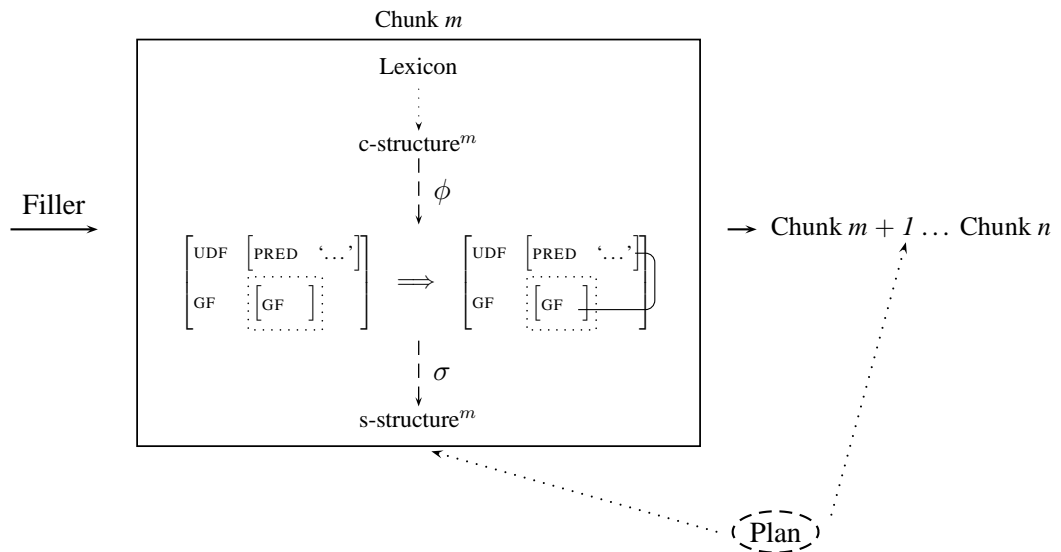 Chunk m
Lexicon
c-structure^m
ϕ
Filler
Chunk m + 1 … Chunk n
[UDF [PRED ‘…’] GF [GF ]] ⟹ [UDF [PRED ‘…’] GF [GF ]]
σ
s-structure^m
Plan